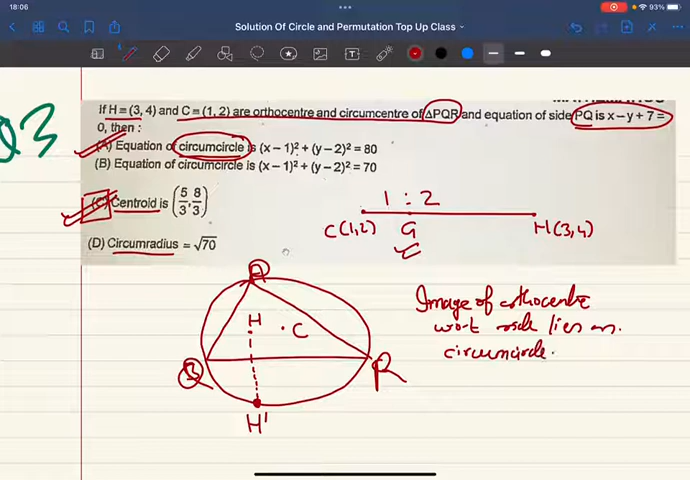 18:06
93%
Solution Of Circle and Permutation Top Up Class
Q3
If H = (3, 4) and C = (1, 2) are orthocentre and circumcentre of ΔPQR and equation of side PQ is x – y + 7 =
0, then :
(A) Equation of circumcircle is (x – 1)² + (y – 2)² = 80
(B) Equation of circumcircle is (x – 1)² + (y – 2)² = 70
(C) Centroid is (5/3, 8/3)
(D) Circumradius = √70
1 : 2
C(1,2) G H(3,4)
H C
H'
Image of orthocentre
lies on
circumcircle.